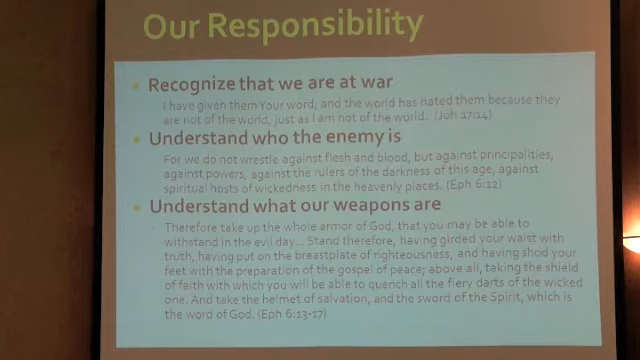 Our Responsibility
Recognize that we are at war
I have given them Your word; and the world has hated them because they
are not of the world, just as I am not of the world. (Joh 17:14)
Understand who the enemy is
For we do not wrestle against flesh and blood, but against principalities,
against powers, against the rulers of the darkness of this age, against
spiritual hosts of wickedness in the heavenly places. (Eph 6:12)
Understand what our weapons are
Therefore take up the whole armor of God, that you may be able to
withstand in the evil day... Stand therefore, having girded your waist with
truth, having put on the breastplate of righteousness, and having shod your
feet with the preparation of the gospel of peace; above all, taking the shield
of faith with which you will be able to quench all the fiery darts of the wicked
one. And take the helmet of salvation, and the sword of the Spirit, which is
the word of God. (Eph 6:13-17)